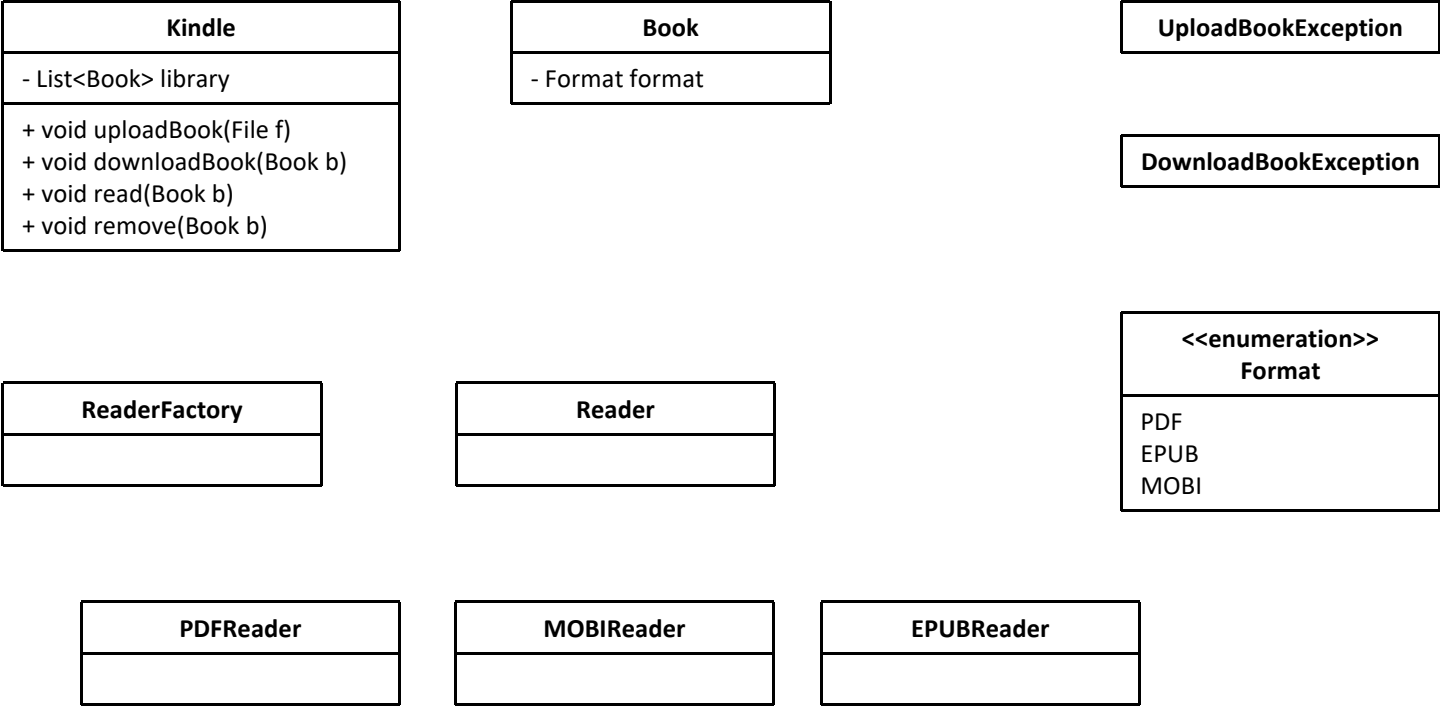 Kindle
- List<Book> library
+ void uploadBook(File f)
+ void downloadBook(Book b)
+ void read(Book b)
+ void remove(Book b)
Book
- Format format
UploadBookException
DownloadBookException
<<enumeration>>
Format
PDF
EPUB
MOBI
ReaderFactory
Reader
PDFReader
MOBIReader
EPUBReader